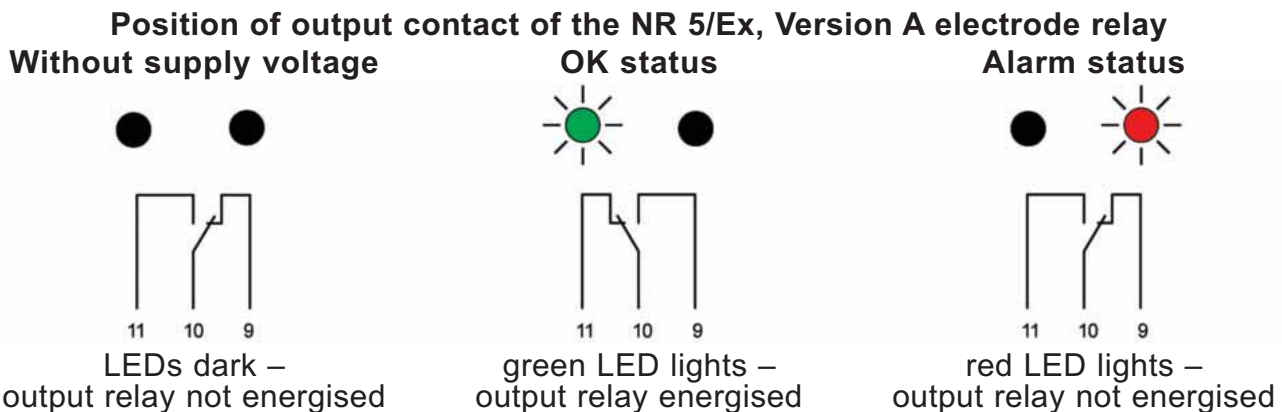 Position of output contact of the NR 5/Ex, Version A electrode relay
Without supply voltage
OK status
Alarm status
11 10 9
11 10 9
11 10 9
LEDs dark –
output relay not energised
green LED lights –
output relay energised
red LED lights –
output relay not energised